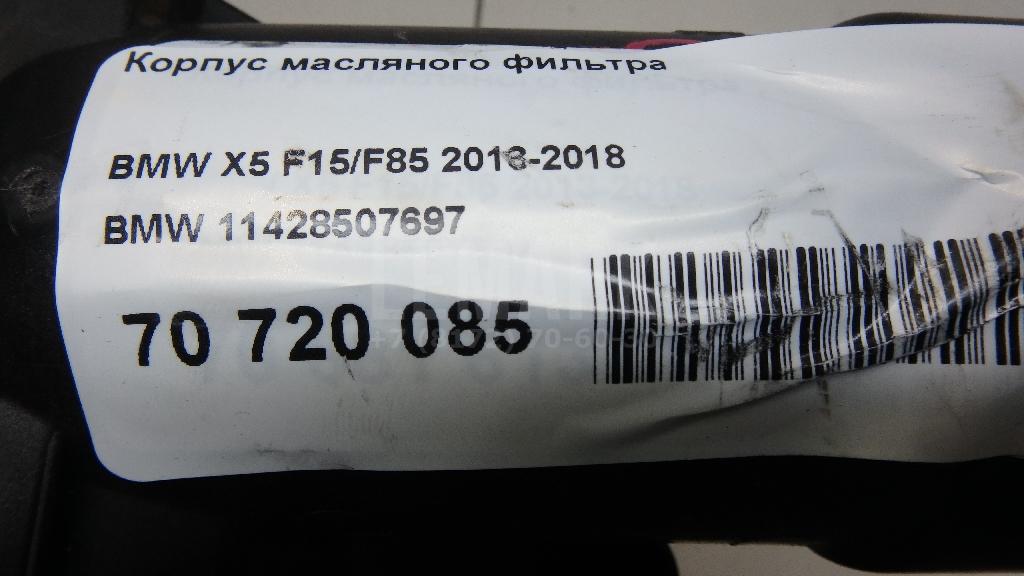 Корпус масляного фильтра
BMW X5 F15/F85 2013-2018
BMW 11428507697
70 720 085